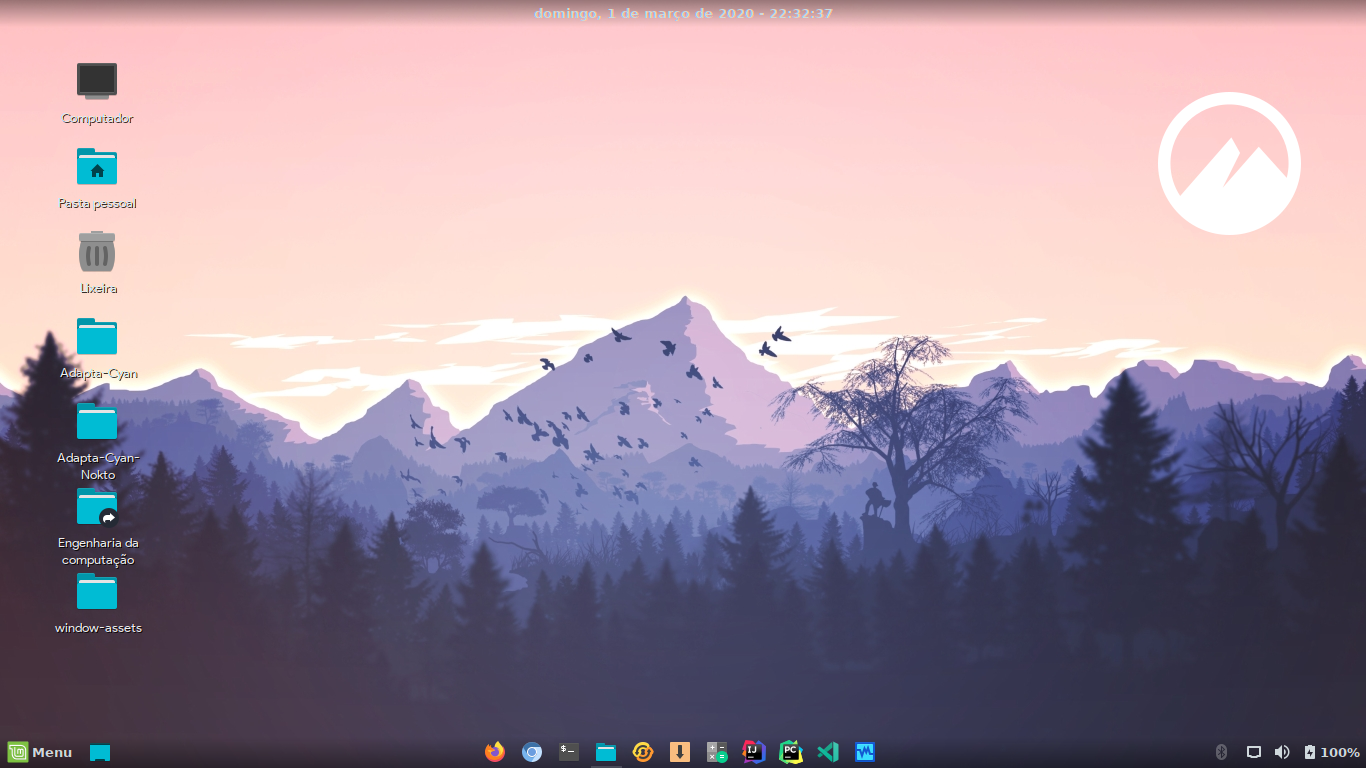 domingo, 1 de março de 2020 - 22:32:37
Computador
Pasta pessoal
Lixeira
Adapta-Cyan
Adapta-Cyan-
Nokto
Engenharia da
computação
window-assets
Menu
$-
IJ
PC
100%